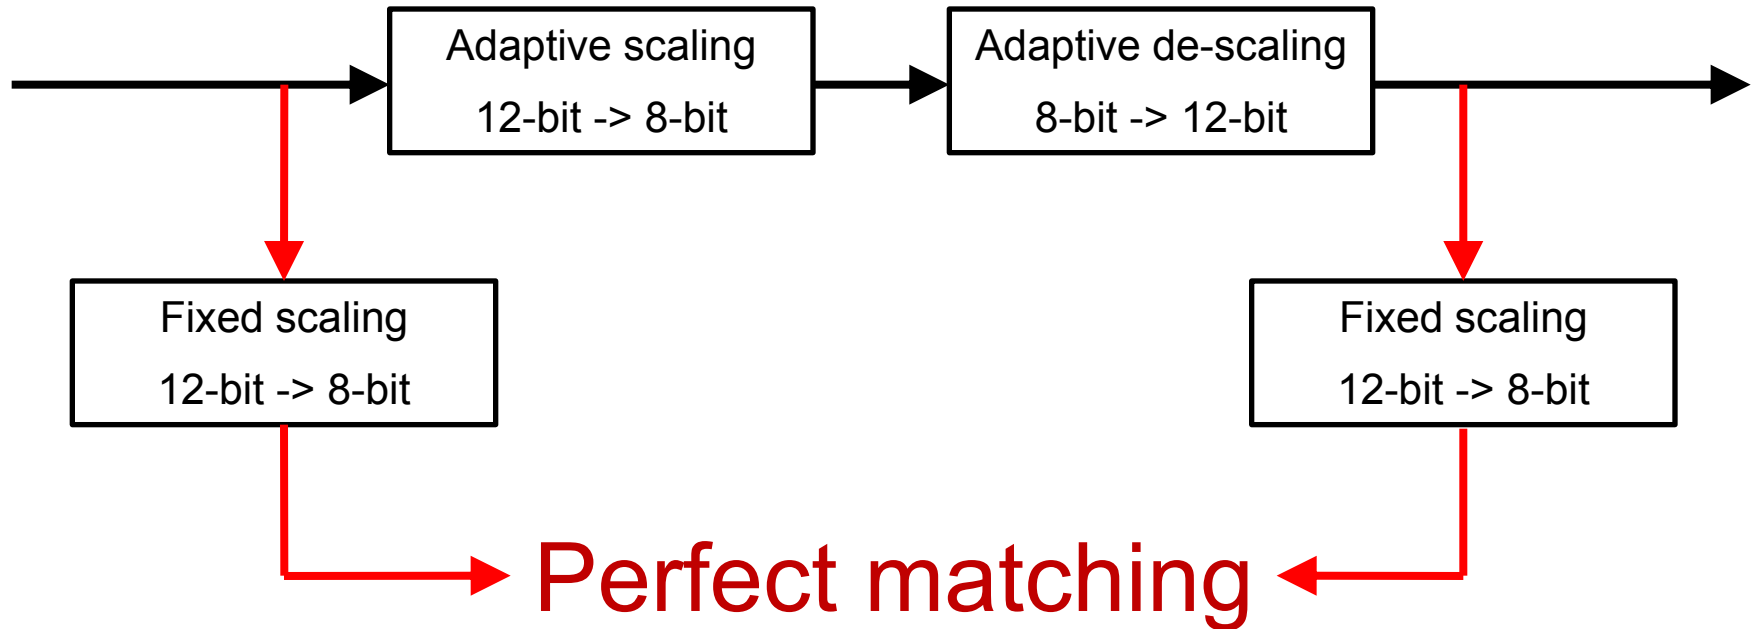 Adaptive scaling
12-bit -> 8-bit
Adaptive de-scaling
8-bit -> 12-bit
Fixed scaling
12-bit -> 8-bit
Fixed scaling
12-bit -> 8-bit
Perfect matching